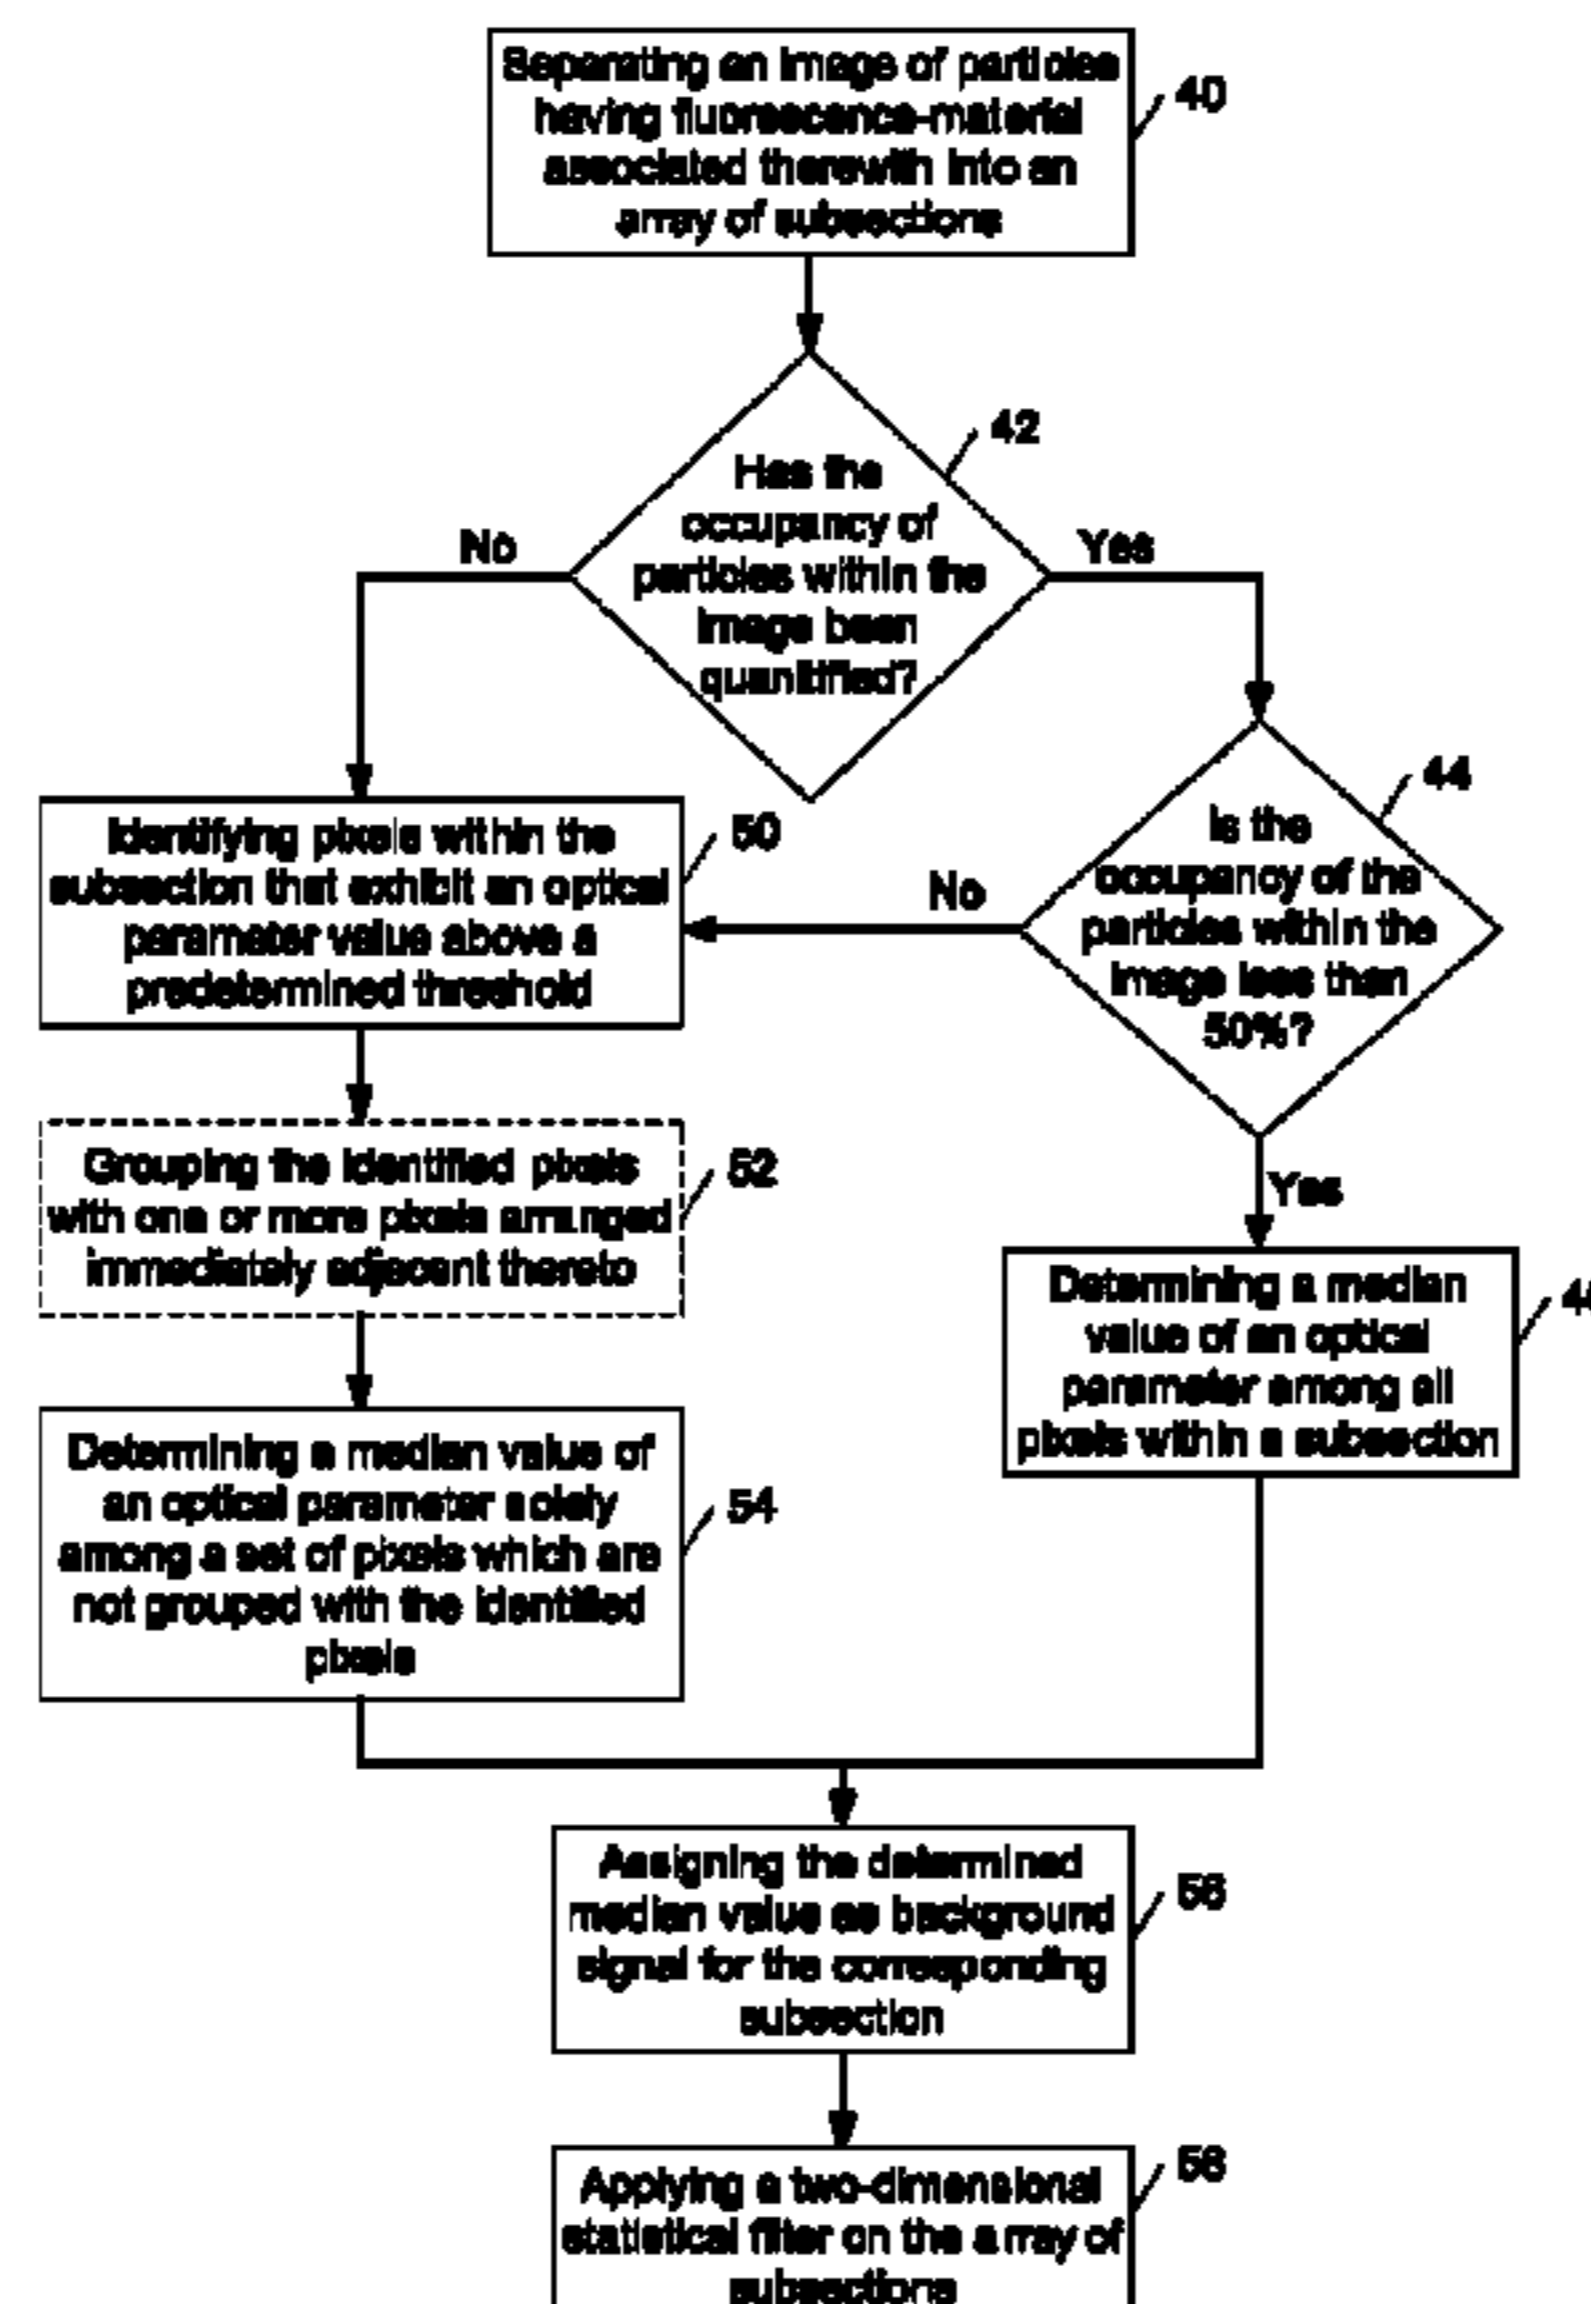 Separating an image of particles
having fluorescence-material
associated therewith into an
array of subsections
40
42
Has the
occupancy of
particles within the
image been
quantified?
No
Yes
44
Is the
occupancy of the
particles within the
image less than
50%?
No
Yes
50
Identifying pixels within the
subsection that exhibit an optical
parameter value above a
predetermined threshold
52
Grouping the identified pixels
with one or more pixels arranged
immediately adjacent thereto
Determining a median
value of an optical
parameter among all
pixels within a subsection
54
Determining a median value of
an optical parameter solely
among a set of pixels which are
not grouped with the identified
pixels
Assigning the determined
median value as background
signal for the corresponding
subsection
Applying a two-dimensional
statistical filter on the array of
subsections